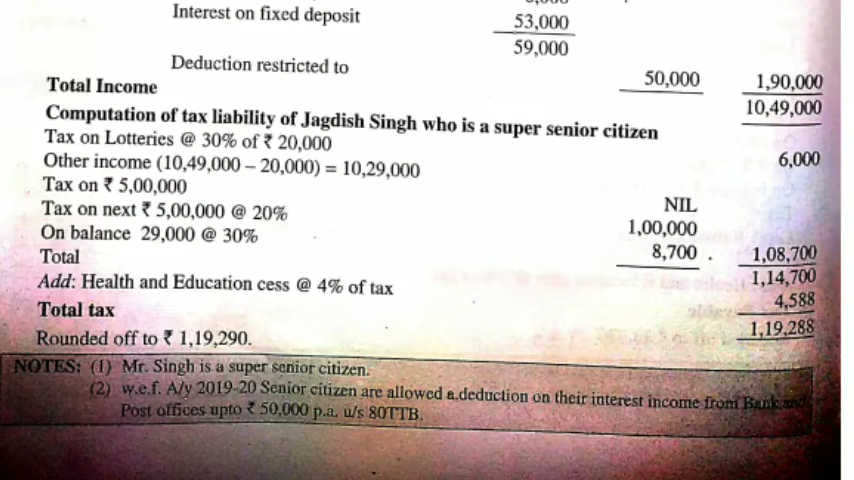 Interest on fixed deposit 53,000
59,000
Deduction restricted to 50,000 1,90,000
Total Income 10,49,000
Computation of tax liability of Jagdish Singh who is a super senior citizen
Tax on Lotteries @ 30% of ₹ 20,000 6,000
Other income (10,49,000 – 20,000) = 10,29,000
Tax on ₹ 5,00,000 NIL
Tax on next ₹ 5,00,000 @ 20% 1,00,000
On balance 29,000 @ 30% 8,700 1,08,700
Total 1,14,700
Add: Health and Education cess @ 4% of tax 4,588
Total tax 1,19,288
Rounded off to ₹ 1,19,290.
NOTES: (1) Mr. Singh is a super senior citizen.
(2) w.e.f. A/y 2019-20 Senior citizen are allowed a deduction on their interest income from Bank and
Post offices upto ₹ 50,000 p.a. u/s 80TTB.